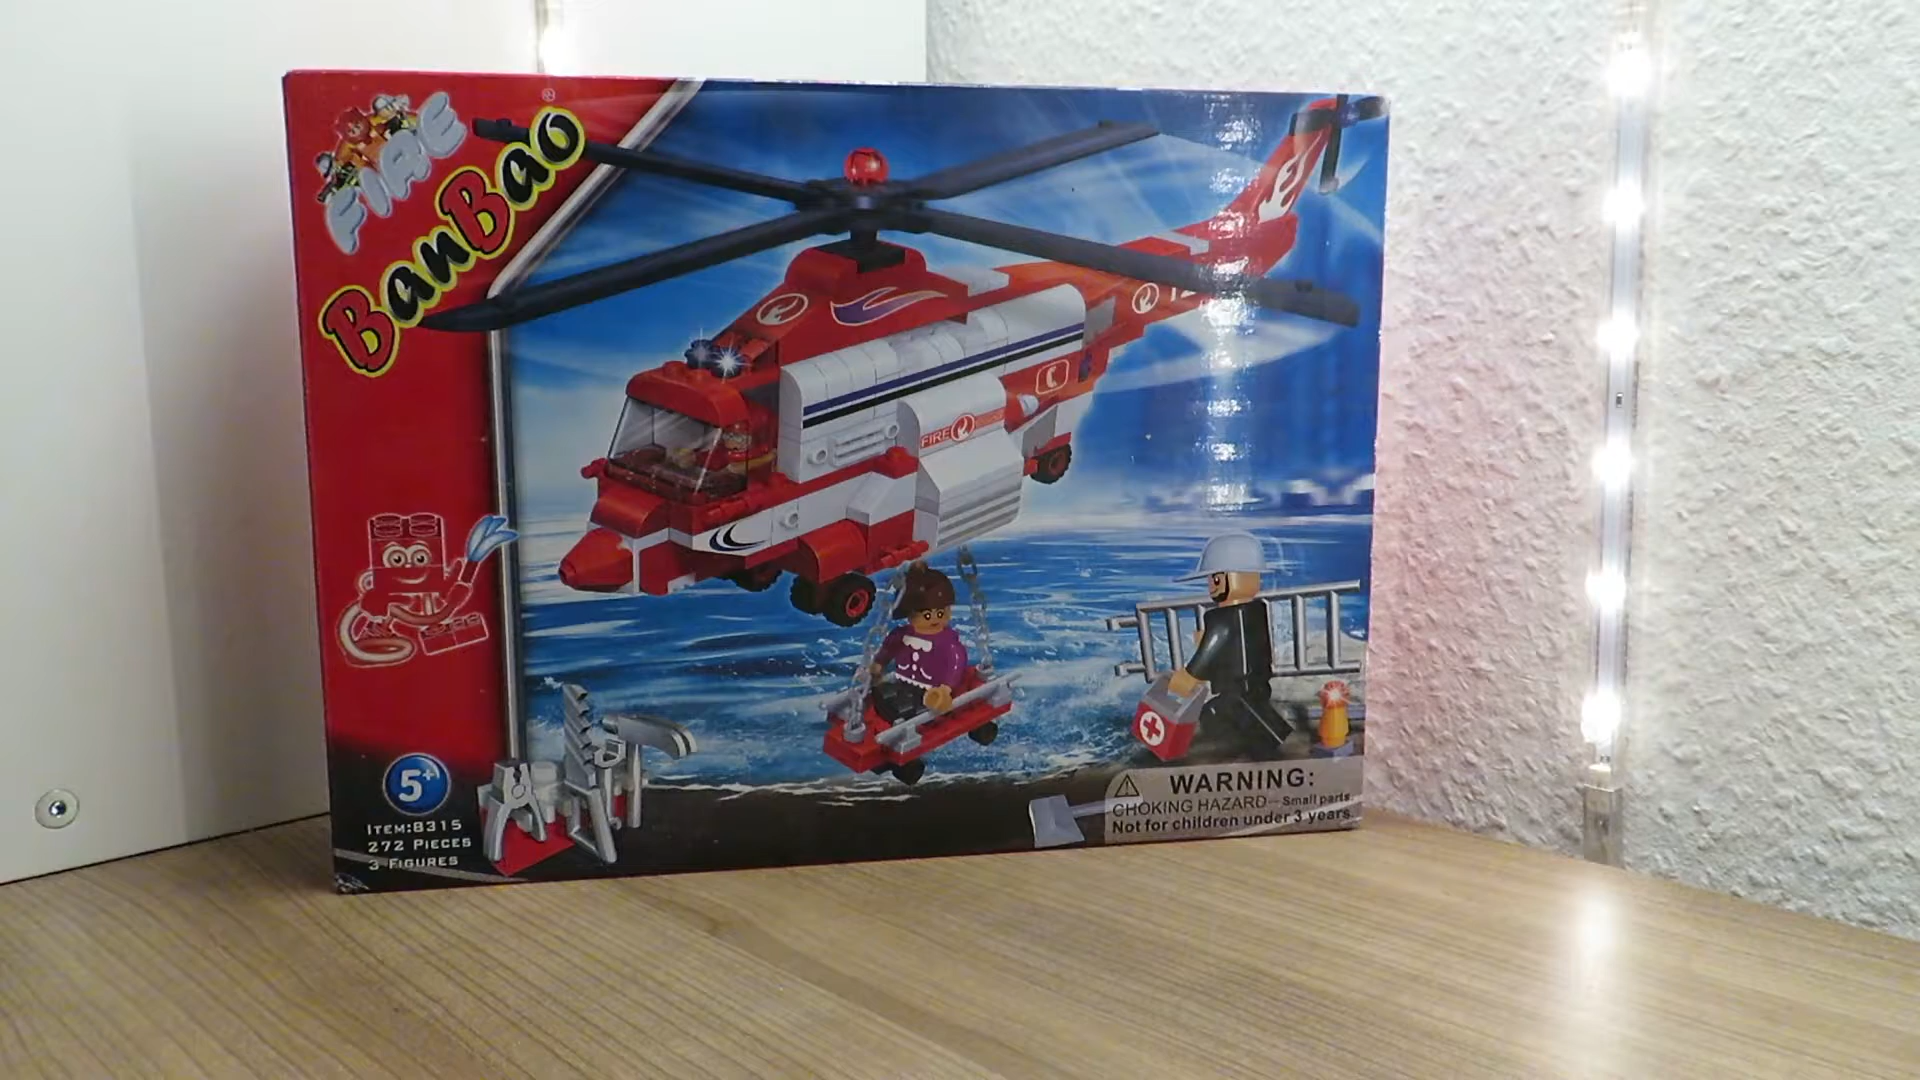 FIRE
BanBao
®
12
FIRE
5+
ITEM:8315
272 PIECES
3 FIGURES
WARNING:
CHOKING HAZARD—Small parts.
Not for children under 3 years.